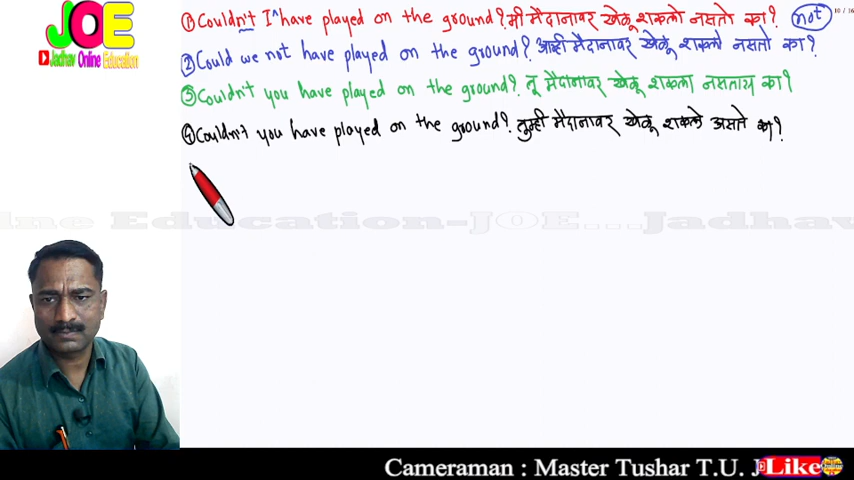 JOE
Jadhav Online Education
① Couldn't I ^ have played on the ground? मी मैदानावर खेळू शकलो नसतो का? not
10 / 16
② Could we not have played on the ground? आम्ही मैदानावर खेळू शकलो नसतो का?
③ Couldn't you have played on the ground? तू मैदानावर खेळू शकला नसताय का?
④ Couldn't you have played on the ground? तुम्ही मैदानावर खेळू शकले असते का?
ne Education-JOE...Jadhav
Cameraman : Master Tushar T.U. J
Like